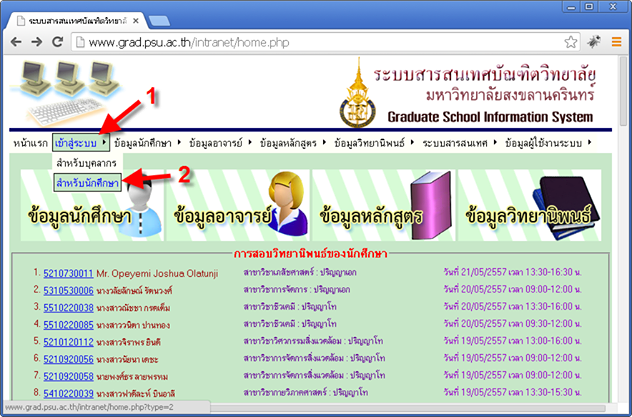 ระบบสารสนเทศบัณฑิตวิทยาลัย
www.grad.psu.ac.th/intranet/home.php
ระบบสารสนเทศบัณฑิตวิทยาลัย
มหาวิทยาลัยสงขลานครินทร์
Graduate School Information System
1
หน้าแรก เข้าสู่ระบบ ข้อมูลนักศึกษา ข้อมูลอาจารย์ ข้อมูลหลักสูตร ข้อมูลวิทยานิพนธ์ ระบบสารสนเทศ ข้อมูลผู้ใช้งานระบบ
สำหรับบุคลากร
สำหรับนักศึกษา 2
ข้อมูลนักศึกษา ข้อมูลอาจารย์ ข้อมูลหลักสูตร ข้อมูลวิทยานิพนธ์
การสอบวิทยานิพนธ์ของนักศึกษา
1. 5210730011 Mr. Opeyemi Joshua Olatunji สาขาวิชาเภสัชศาสตร์ : ปริญญาเอก วันที่ 21/05/2557 เวลา 13:30-16:30 น.
2. 5310530006 นางวลัยลักษณ์ รัตนวงศ์ สาขาวิชาการจัดการ : ปริญญาเอก วันที่ 20/05/2557 เวลา 09:00-12:00 น.
3. 5510220038 นางสาวณัชชา กรดเต็ม สาขาวิชาชีวเคมี : ปริญญาโท วันที่ 20/05/2557 เวลา 13:30-16:30 น.
4. 5510220085 นางสาววนิดา ปานทอง สาขาวิชาชีวเคมี : ปริญญาโท วันที่ 20/05/2557 เวลา 09:30-12:00 น.
5. 5210120112 นางสาวจิราพร ยินดี สาขาวิชาวิศวกรรมสิ่งแวดล้อม : ปริญญาโท วันที่ 19/05/2557 เวลา 13:00-16:00 น.
6. 5210920056 นางสาวนัยนา เดชะ สาขาวิชาการจัดการสิ่งแวดล้อม : ปริญญาโท วันที่ 19/05/2557 เวลา 09:00-12:00 น.
7. 5210920058 นายพงศ์ธร ลายพรหม สาขาวิชาการจัดการสิ่งแวดล้อม : ปริญญาโท วันที่ 19/05/2557 เวลา 09:00-12:00 น.
8. 5410220039 นางสาวฟาตีละห์ บินอาลี สาขาวิชากายวิภาคศาสตร์ : ปริญญาโท วันที่ 19/05/2557 เวลา 13:30-15:30 น.
www.grad.psu.ac.th/intranet/home.php?type=2